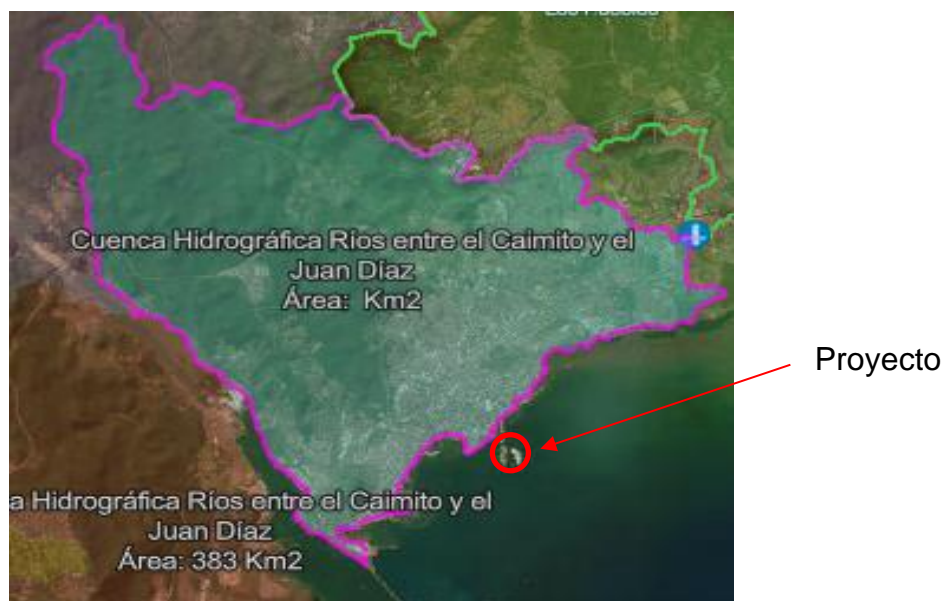 Cuenca Hidrográfica Ríos entre el Caimito y el
Juan Díaz
Área: Km2
Proyecto
a Hidrográfica Ríos entre el Caimito y el
Juan Díaz
Área: 383 Km2